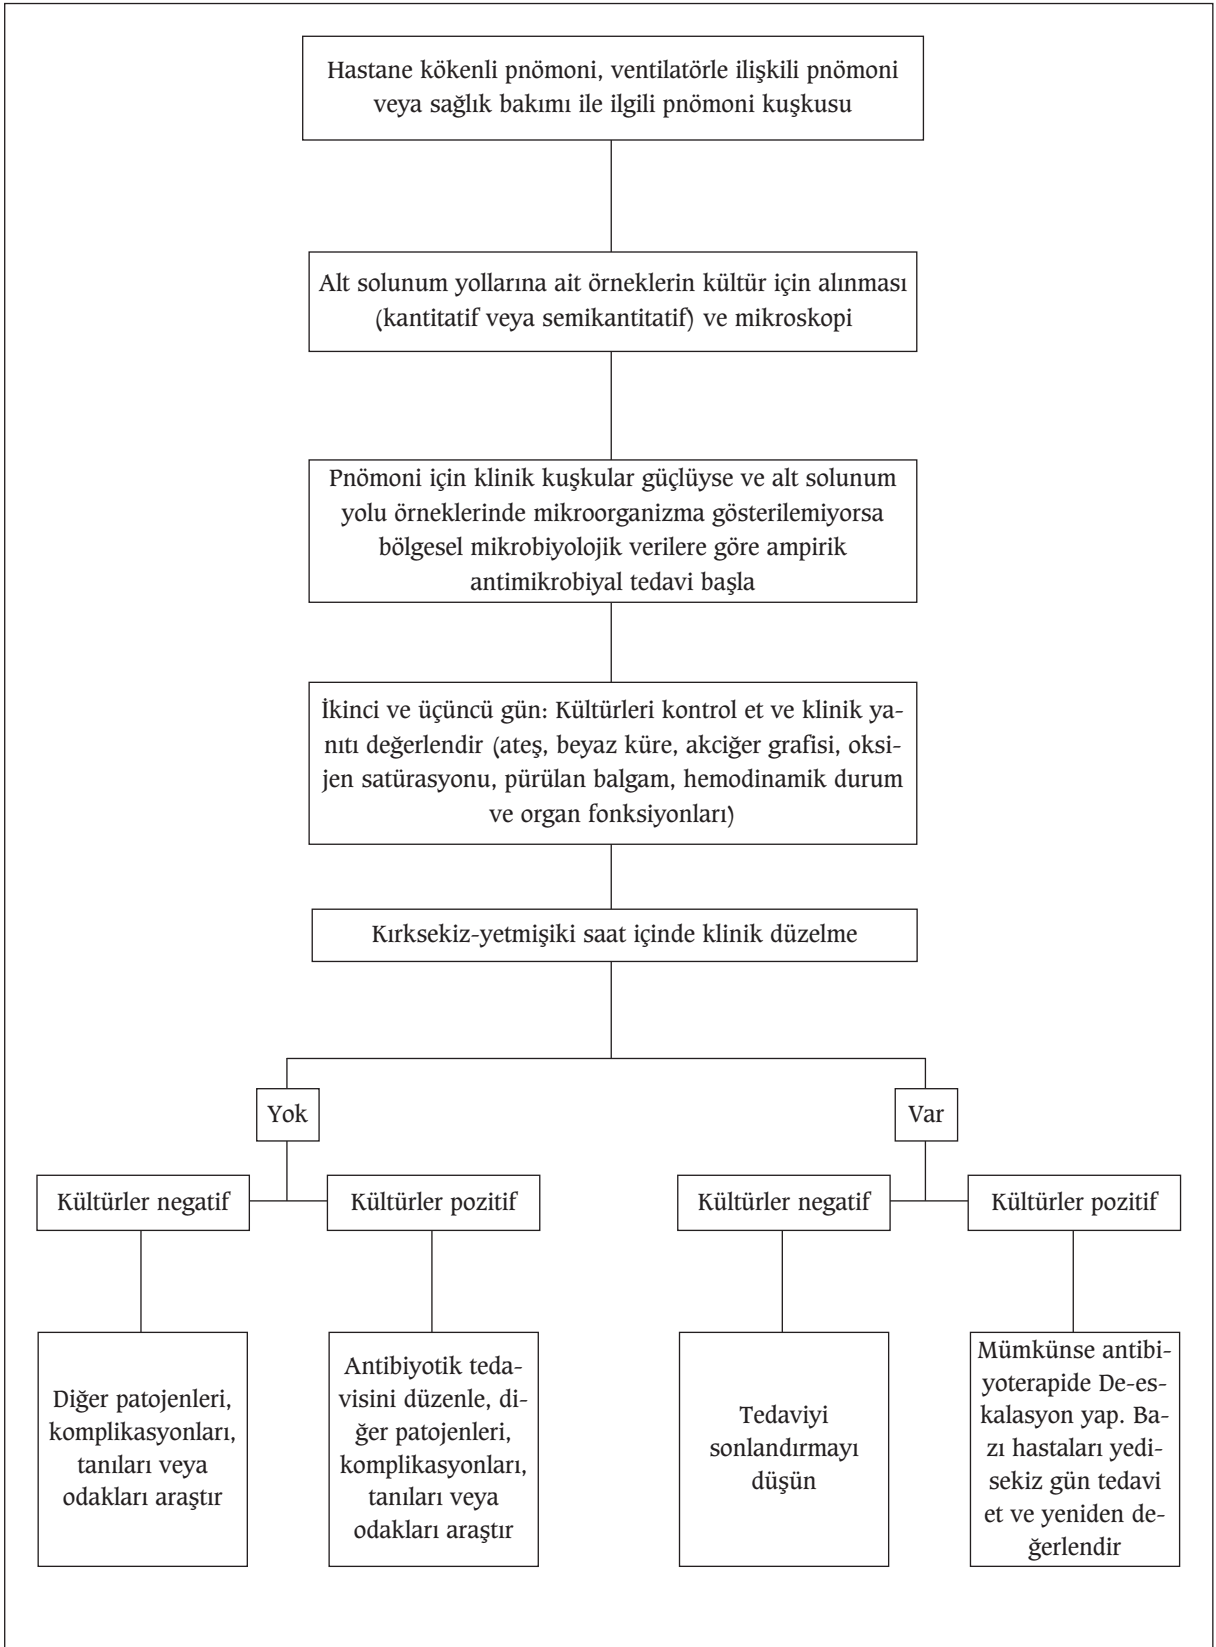 Hastane kökenli pnömoni, ventilatörle ilişkili pnömoni
veya sağlık bakımı ile ilgili pnömoni kuşkusu
Alt solunum yollarına ait örneklerin kültür için alınması
(kantitatif veya semikantitatif) ve mikroskopi
Pnömoni için klinik kuşkular güçlüyse ve alt solunum
yolu örneklerinde mikroorganizma gösterilemiyorsa
bölgesel mikrobiyolojik verilere göre ampirik
antimikrobiyal tedavi başla
İkinci ve üçüncü gün: Kültürleri kontrol et ve klinik ya-
nıtı değerlendir (ateş, beyaz küre, akciğer grafisi, oksi-
jen satürasyonu, pürülan balgam, hemodinamik durum
ve organ fonksiyonları)
Kırksekiz-yetmişiki saat içinde klinik düzelme
Yok
Var
Kültürler negatif
Kültürler pozitif
Kültürler negatif
Kültürler pozitif
Diğer patojenleri,
komplikasyonları,
tanıları veya
odakları araştır
Antibiyotik teda-
visini düzenle, di-
ğer patojenleri,
komplikasyonları,
tanıları veya
odakları araştır
Tedaviyi
sonlandırmayı
düşün
Mümkünse antibi-
yoterapide De-es-
kalasyon yap. Ba-
zı hastaları yedi-
sekiz gün tedavi
et ve yeniden de-
ğerlendir